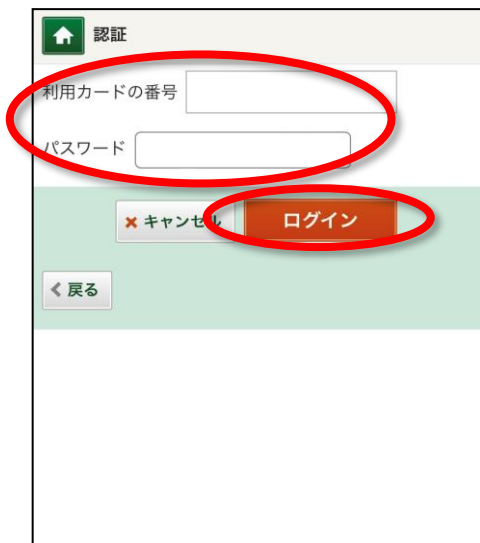 認証
利用カードの番号
パスワード
× キャンセル ログイン
< 戻る